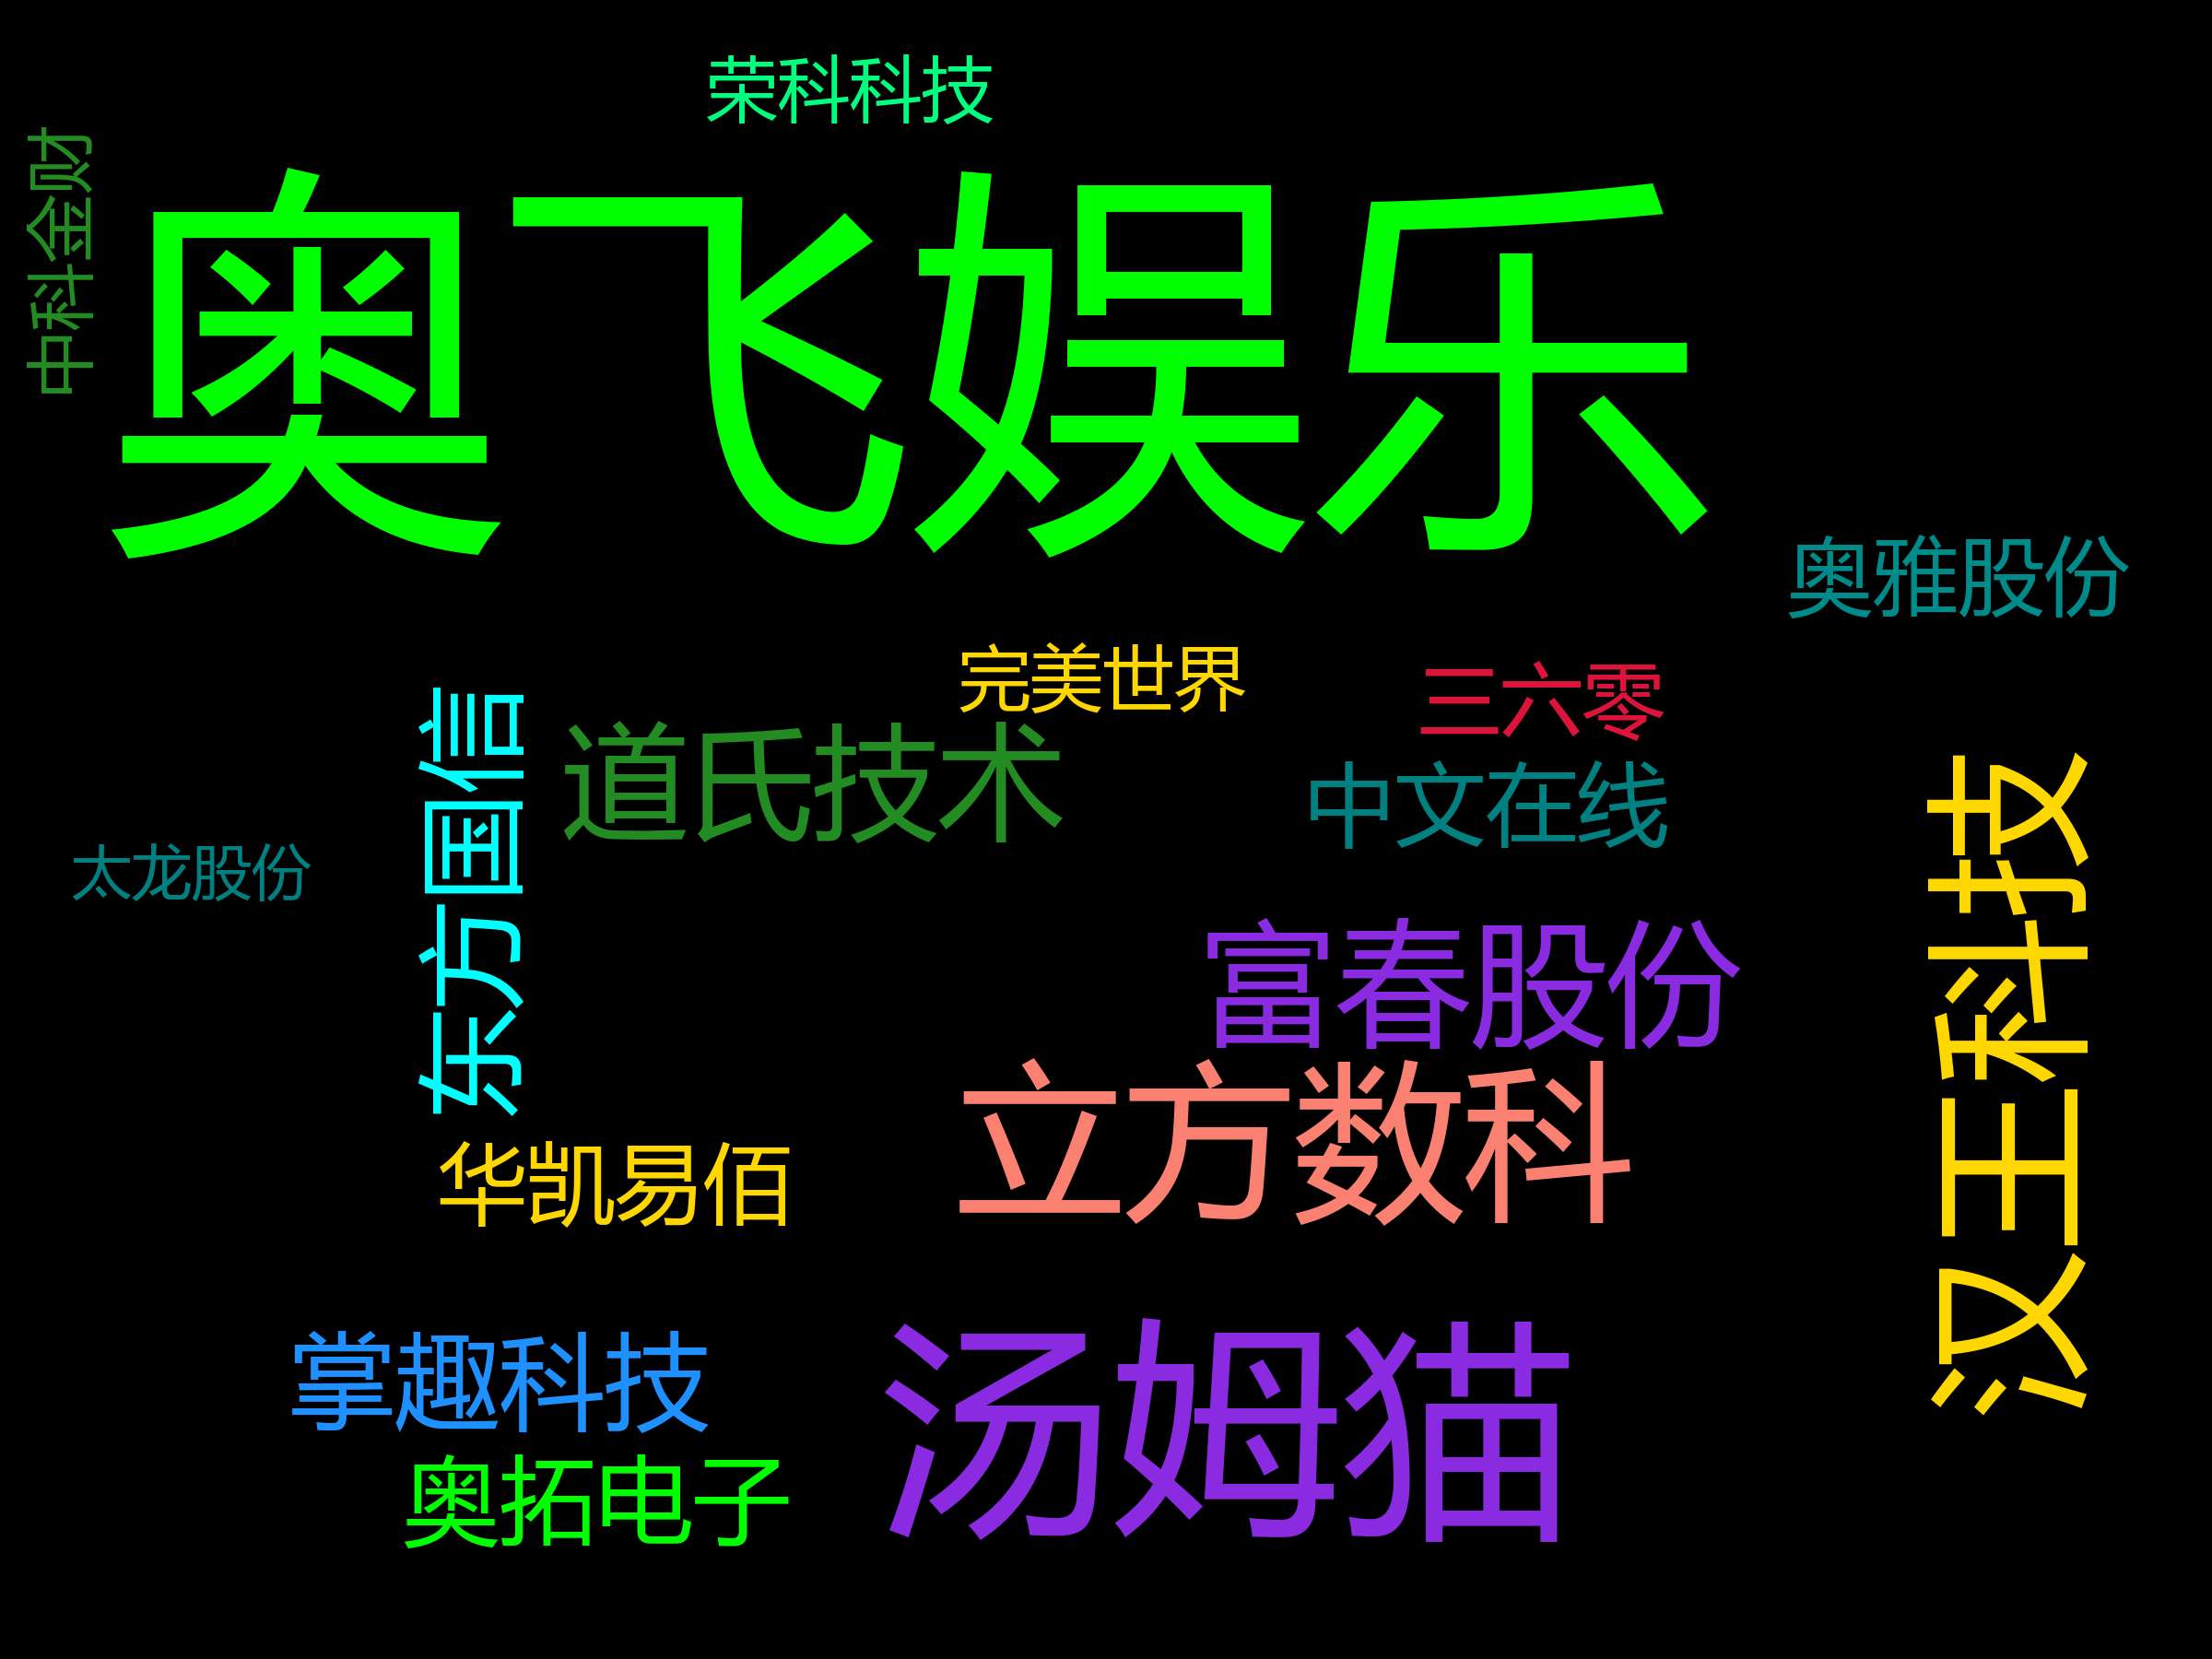 荣科科技
中科金财
奥飞娱乐
奥雅股份
完美世界
三六零
东方国信
道氏技术
中文在线
汉王科技
太龙股份
富春股份
立方数科
华凯易佰
汤姆猫
掌趣科技
奥拓电子